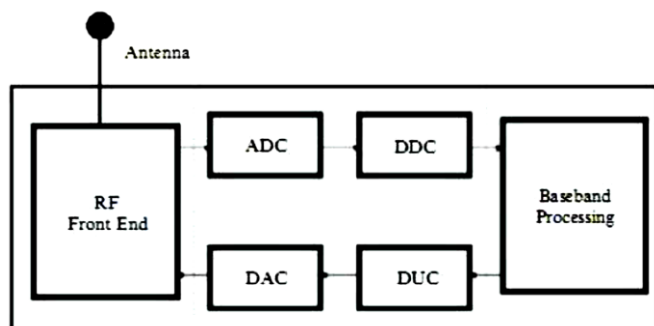 Antenna
RF
Front End
ADC
DDC
Baseband
Processing
DAC
DUC